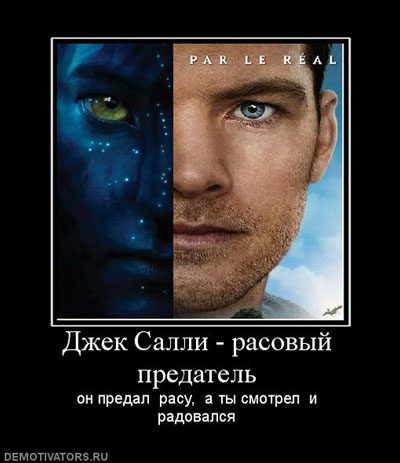 PAR LE RÉAL
Джек Салли - расовый
предатель
он предал расу, а ты смотрел и
радовался
DEMOTIVATORS.RU